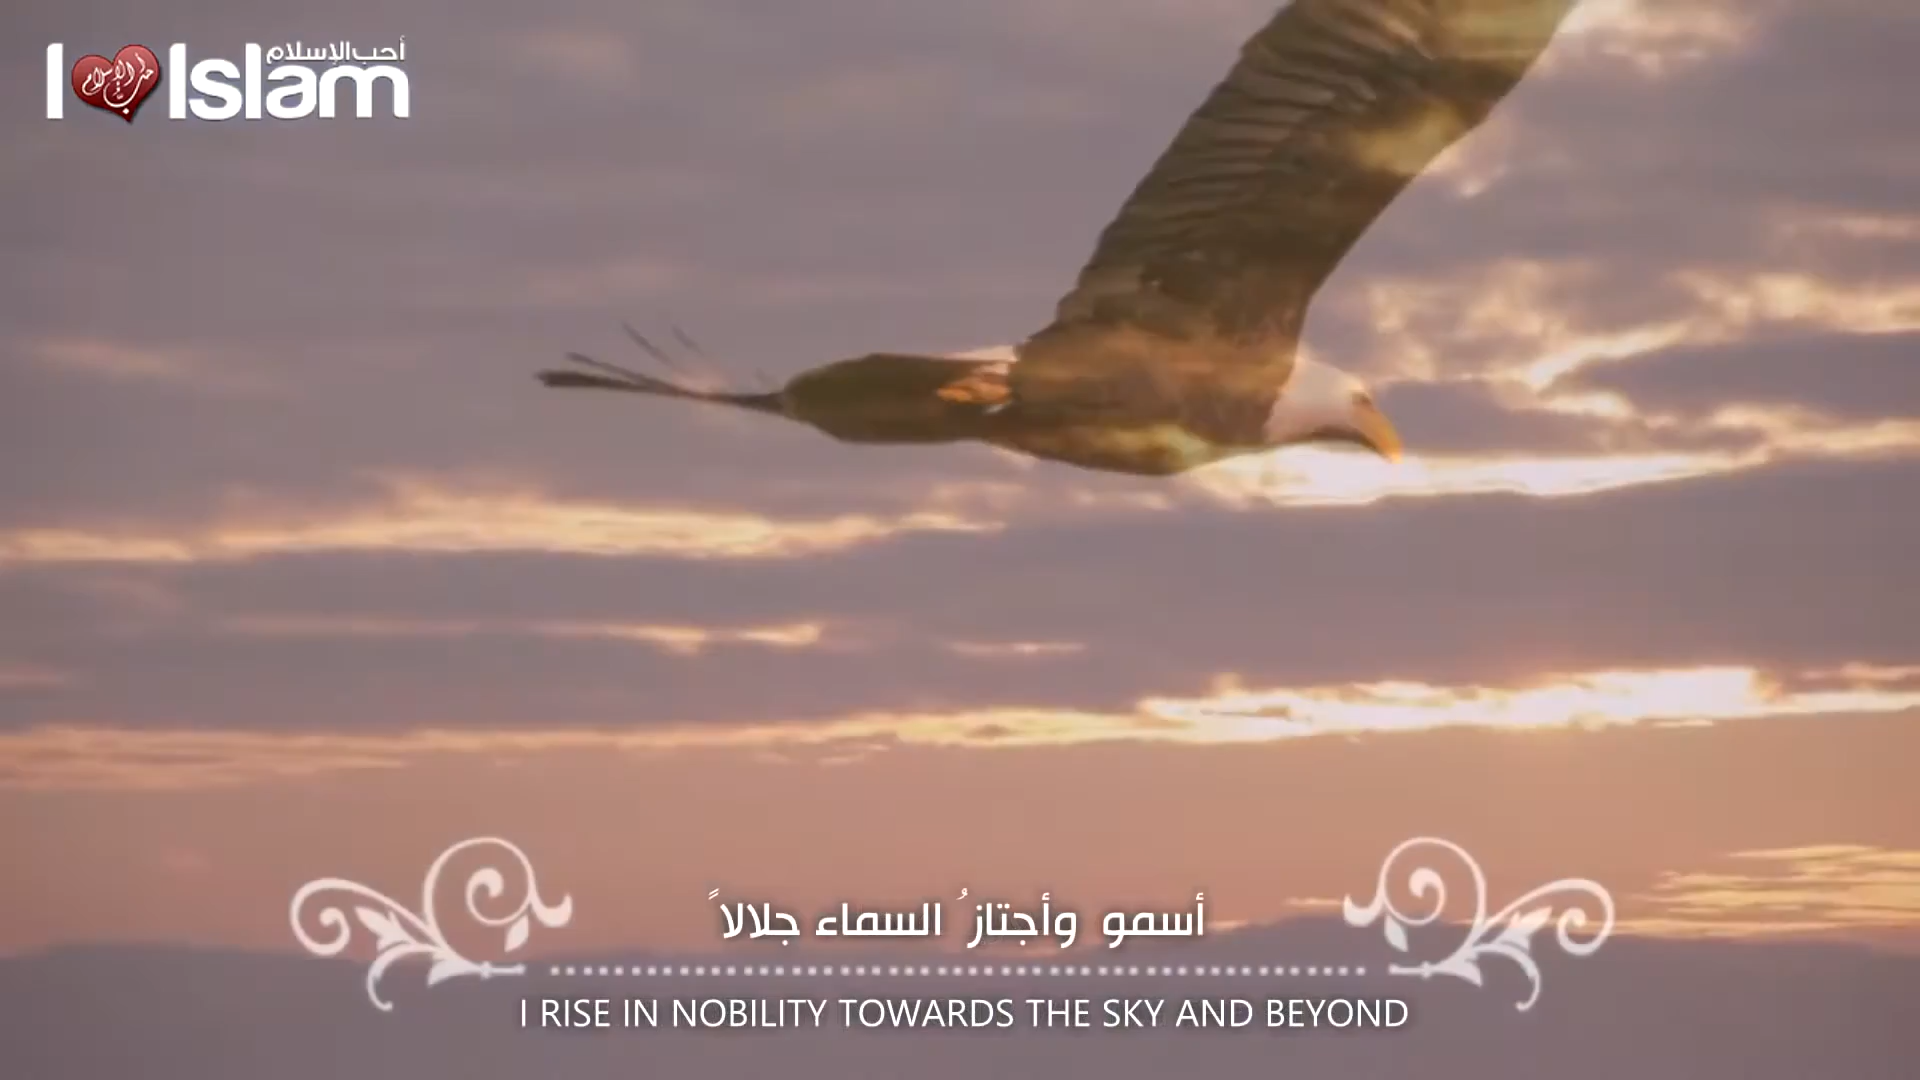 أحب الإسلام
I Islam
أسمو وأجتازُ السماء جلالاً
I RISE IN NOBILITY TOWARDS THE SKY AND BEYOND